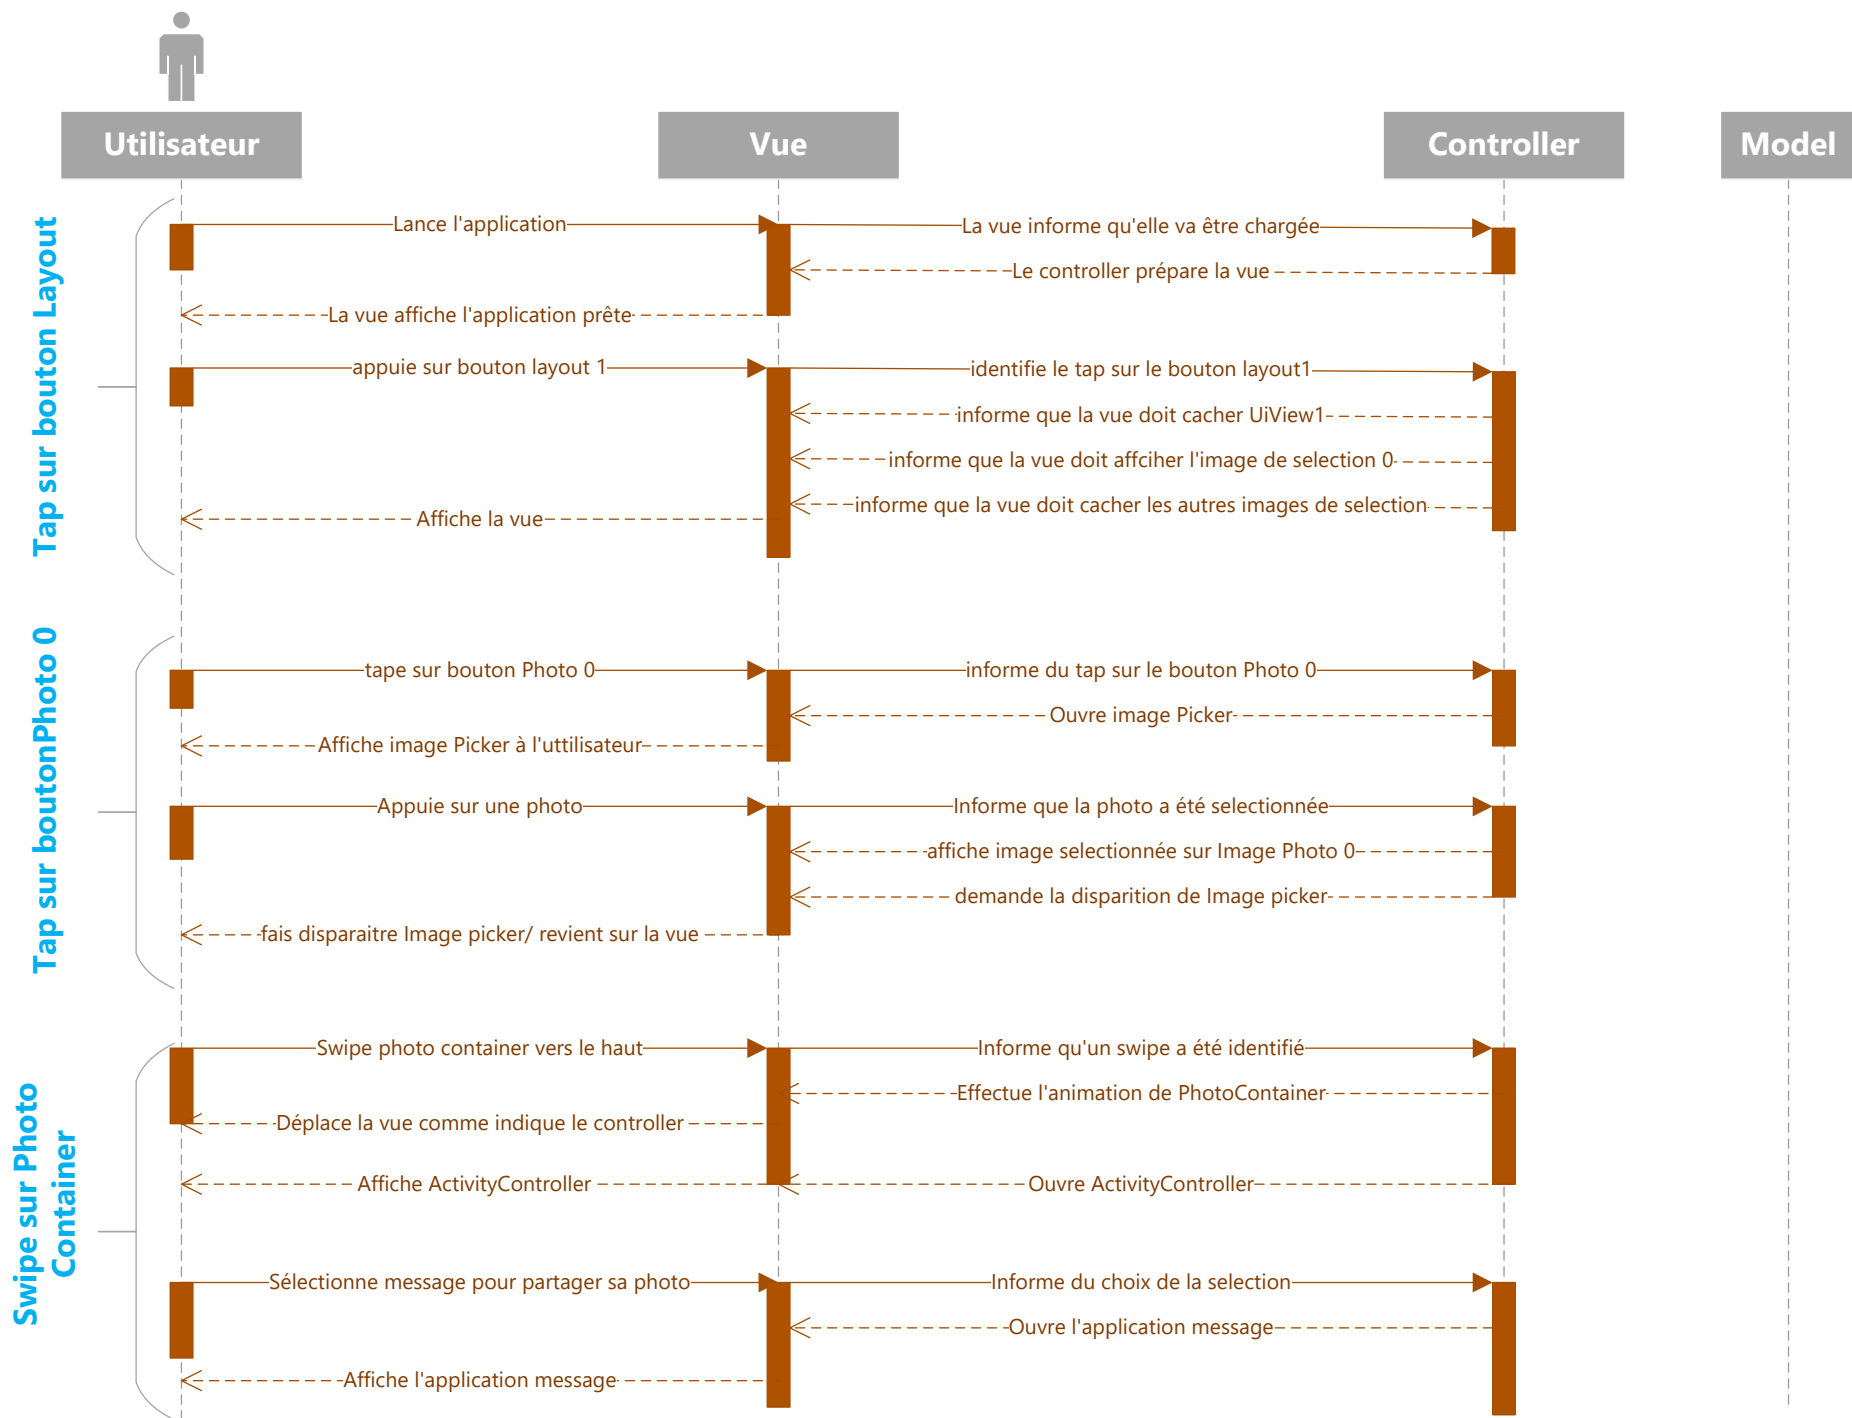 Utilisateur
Vue
Controller
Model
Tap sur bouton Layout
Lance l'application
La vue informe qu'elle va être chargée
Le controller prépare la vue
La vue affiche l'application prête
appuie sur bouton layout 1
identifie le tap sur le bouton layout1
informe que la vue doit cacher UiView1
informe que la vue doit affciher l'image de selection 0
informe que la vue doit cacher les autres images de selection
Affiche la vue
Tap sur boutonPhoto 0
tape sur bouton Photo 0
informe du tap sur le bouton Photo 0
Ouvre image Picker
Affiche image Picker à l'uttilisateur
Appuie sur une photo
Informe que la photo a été selectionnée
affiche image selectionnée sur Image Photo 0
demande la disparition de Image picker
fais disparaitre Image picker/ revient sur la vue
Swipe sur Photo
Container
Swipe photo container vers le haut
Informe qu'un swipe a été identifié
Effectue l'animation de PhotoContainer
Déplace la vue comme indique le controller
Affiche ActivityController
Ouvre ActivityController
Sélectionne message pour partager sa photo
Informe du choix de la selection
Ouvre l'application message
Affiche l'application message